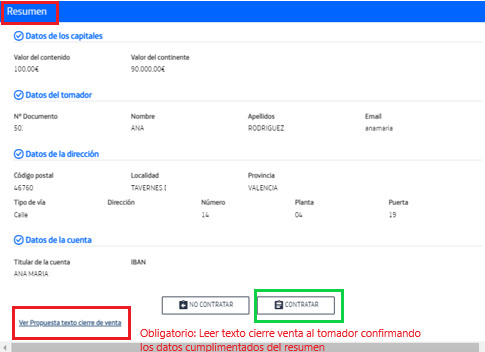 Resumen
Datos de los capitales
Valor del contenido Valor del continente
100.00€ 90.000.00€
Datos del tomador
Nº Documento Nombre Apellidos Email
50: ANA RODRIGUEZ anamaria
Datos de la dirección
Código postal Localidad Provincia
46760 TAVERNES.D VALENCIA
Tipo de vía Dirección Número Planta Puerta
Calle 14 04 19
Datos de la cuenta
Titular de la cuenta IBAN
ANA MARIA
NO CONTRATAR CONTRATAR
Ver Propuesta texto cierre de venta
Obligatorio: Leer texto cierre venta al tomador confirmando
los datos cumplimentados del resumen